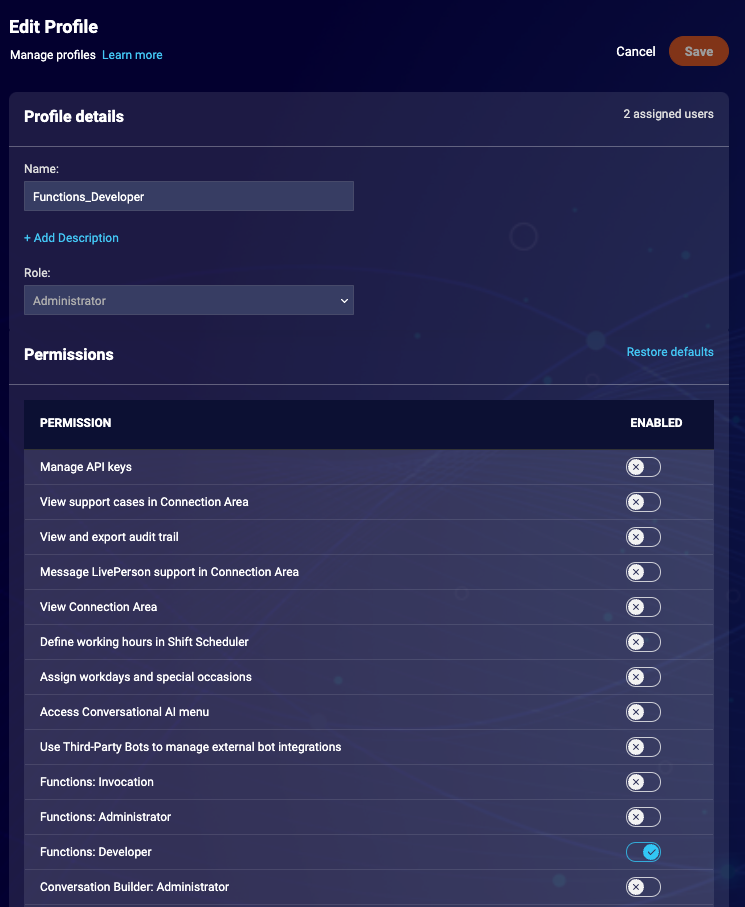 Edit Profile
Manage profiles Learn more
Cancel Save
Profile details
2 assigned users
Name:
Functions_Developer
+ Add Description
Role:
Administrator
Permissions
Restore defaults
PERMISSION ENABLED
Manage API keys
View support cases in Connection Area
View and export audit trail
Message LivePerson support in Connection Area
View Connection Area
Define working hours in Shift Scheduler
Assign workdays and special occasions
Access Conversational AI menu
Use Third-Party Bots to manage external bot integrations
Functions: Invocation
Functions: Administrator
Functions: Developer
Conversation Builder: Administrator